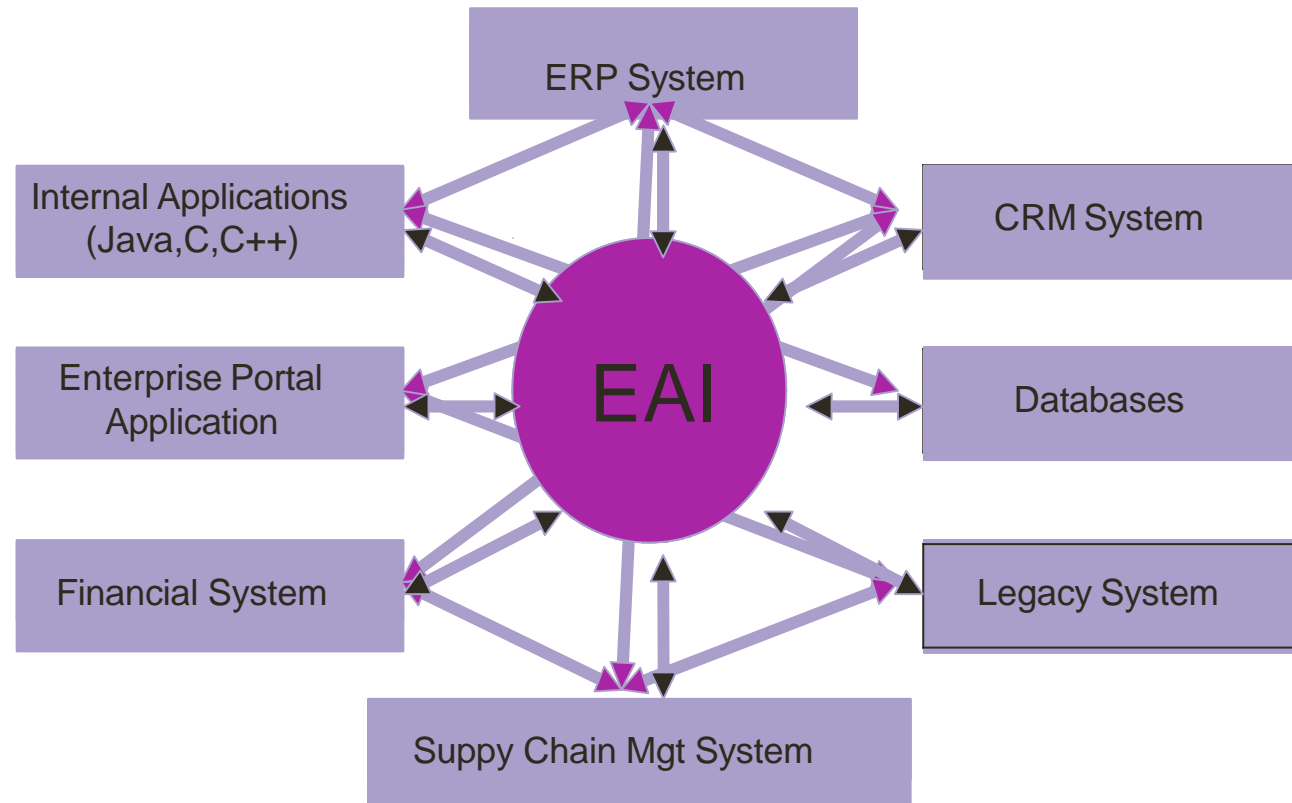 ERP System
Internal Applications
(Java,C,C++)
CRM System
Enterprise Portal
Application
EAI
Databases
Financial System
Legacy System
Suppy Chain Mgt System